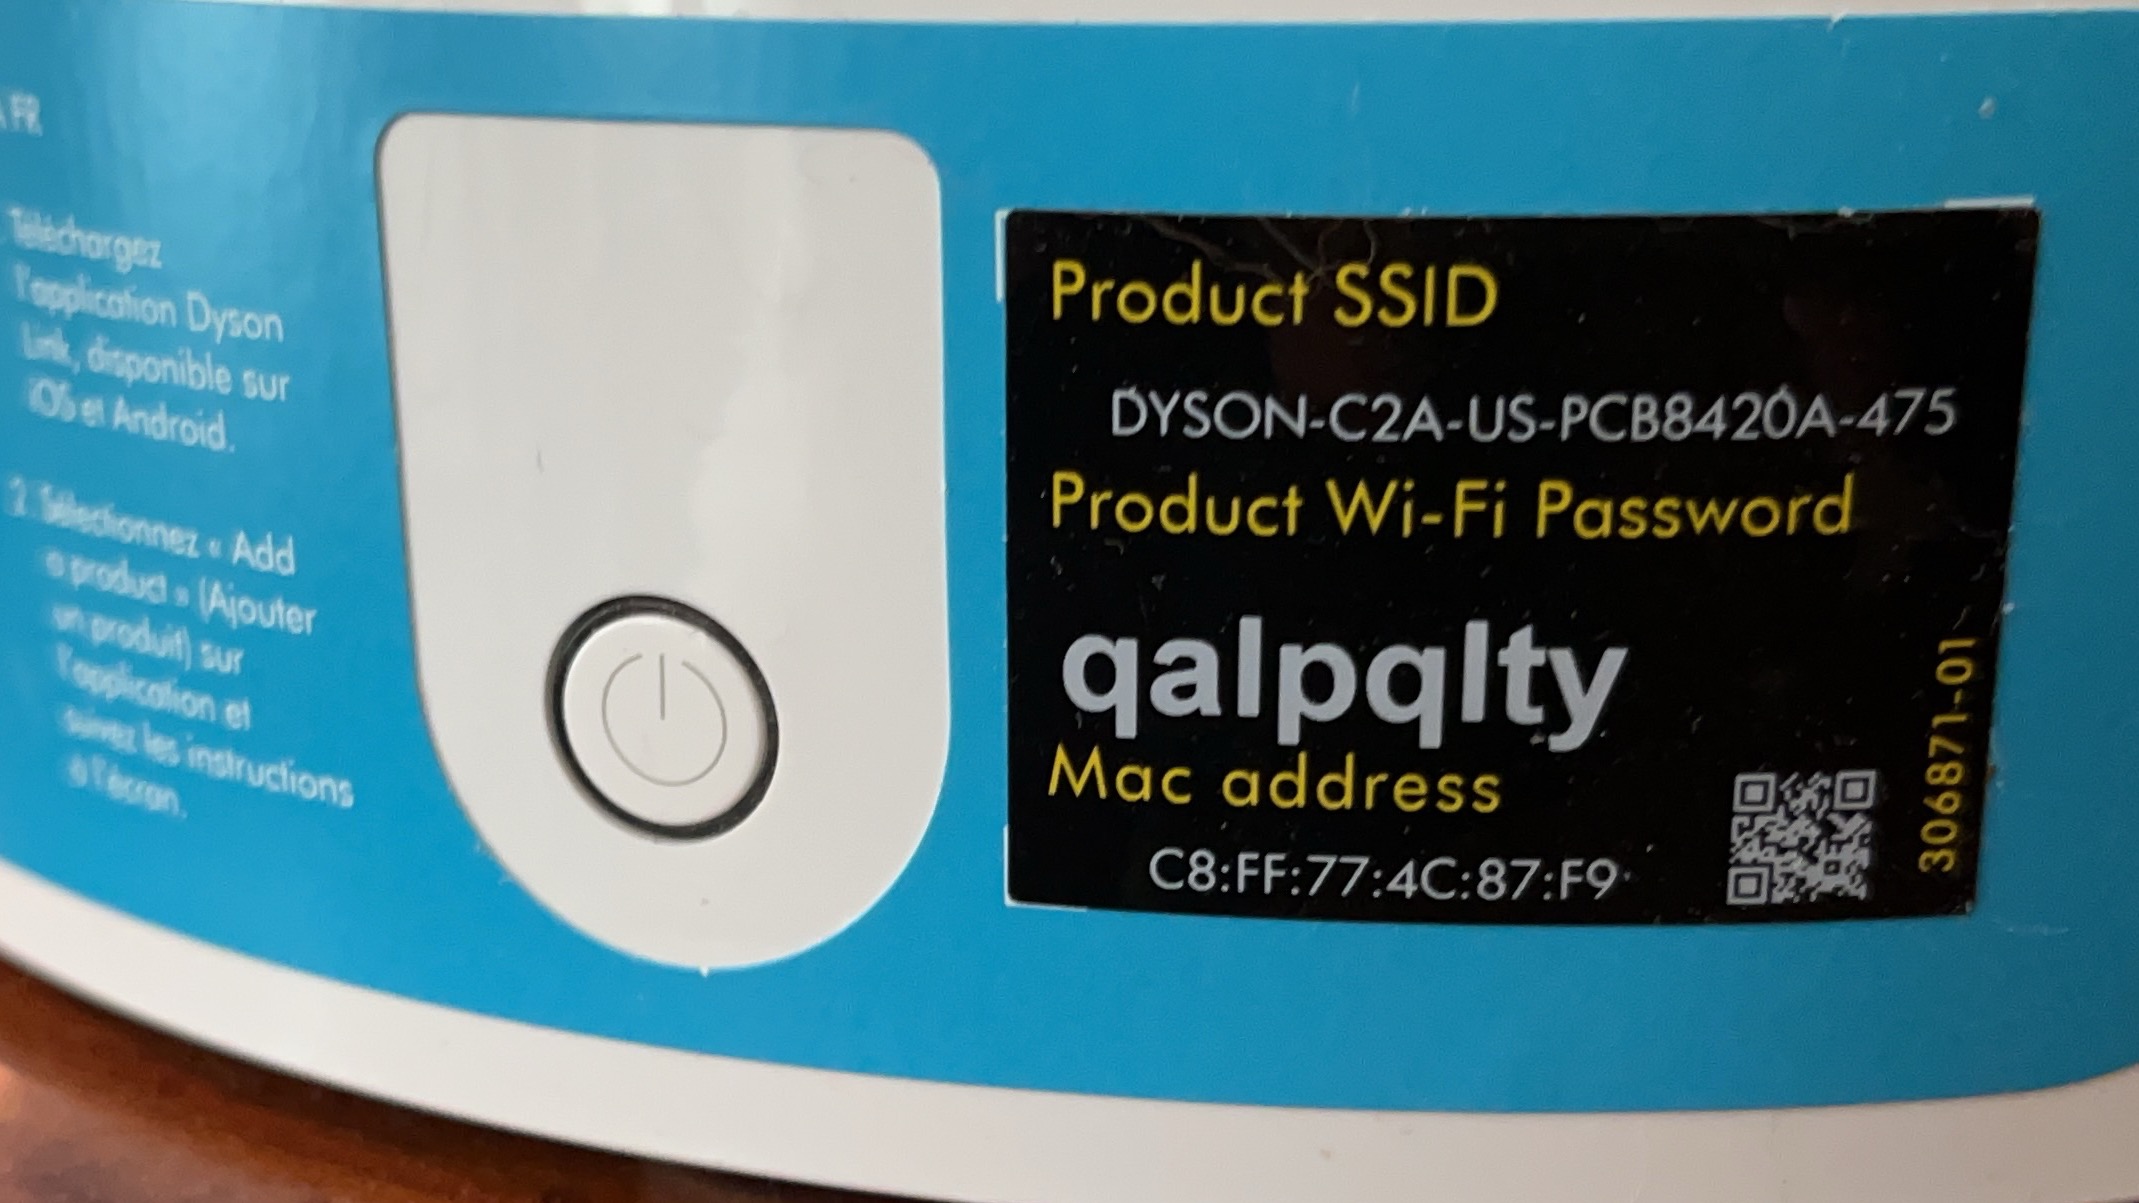 FR
Téléchargez
l'application Dyson
Link, disponible sur
iOS et Android.
2. Sélectionnez « Add
a product » (Ajouter
un produit) sur
l'application et
suivez les instructions
à l'écran.
Product SSID
DYSON-C2A-US-PCB8420A-475
Product Wi-Fi Password
qalpqlty
Mac address
C8:FF:77:4C:87:F9
306871-01